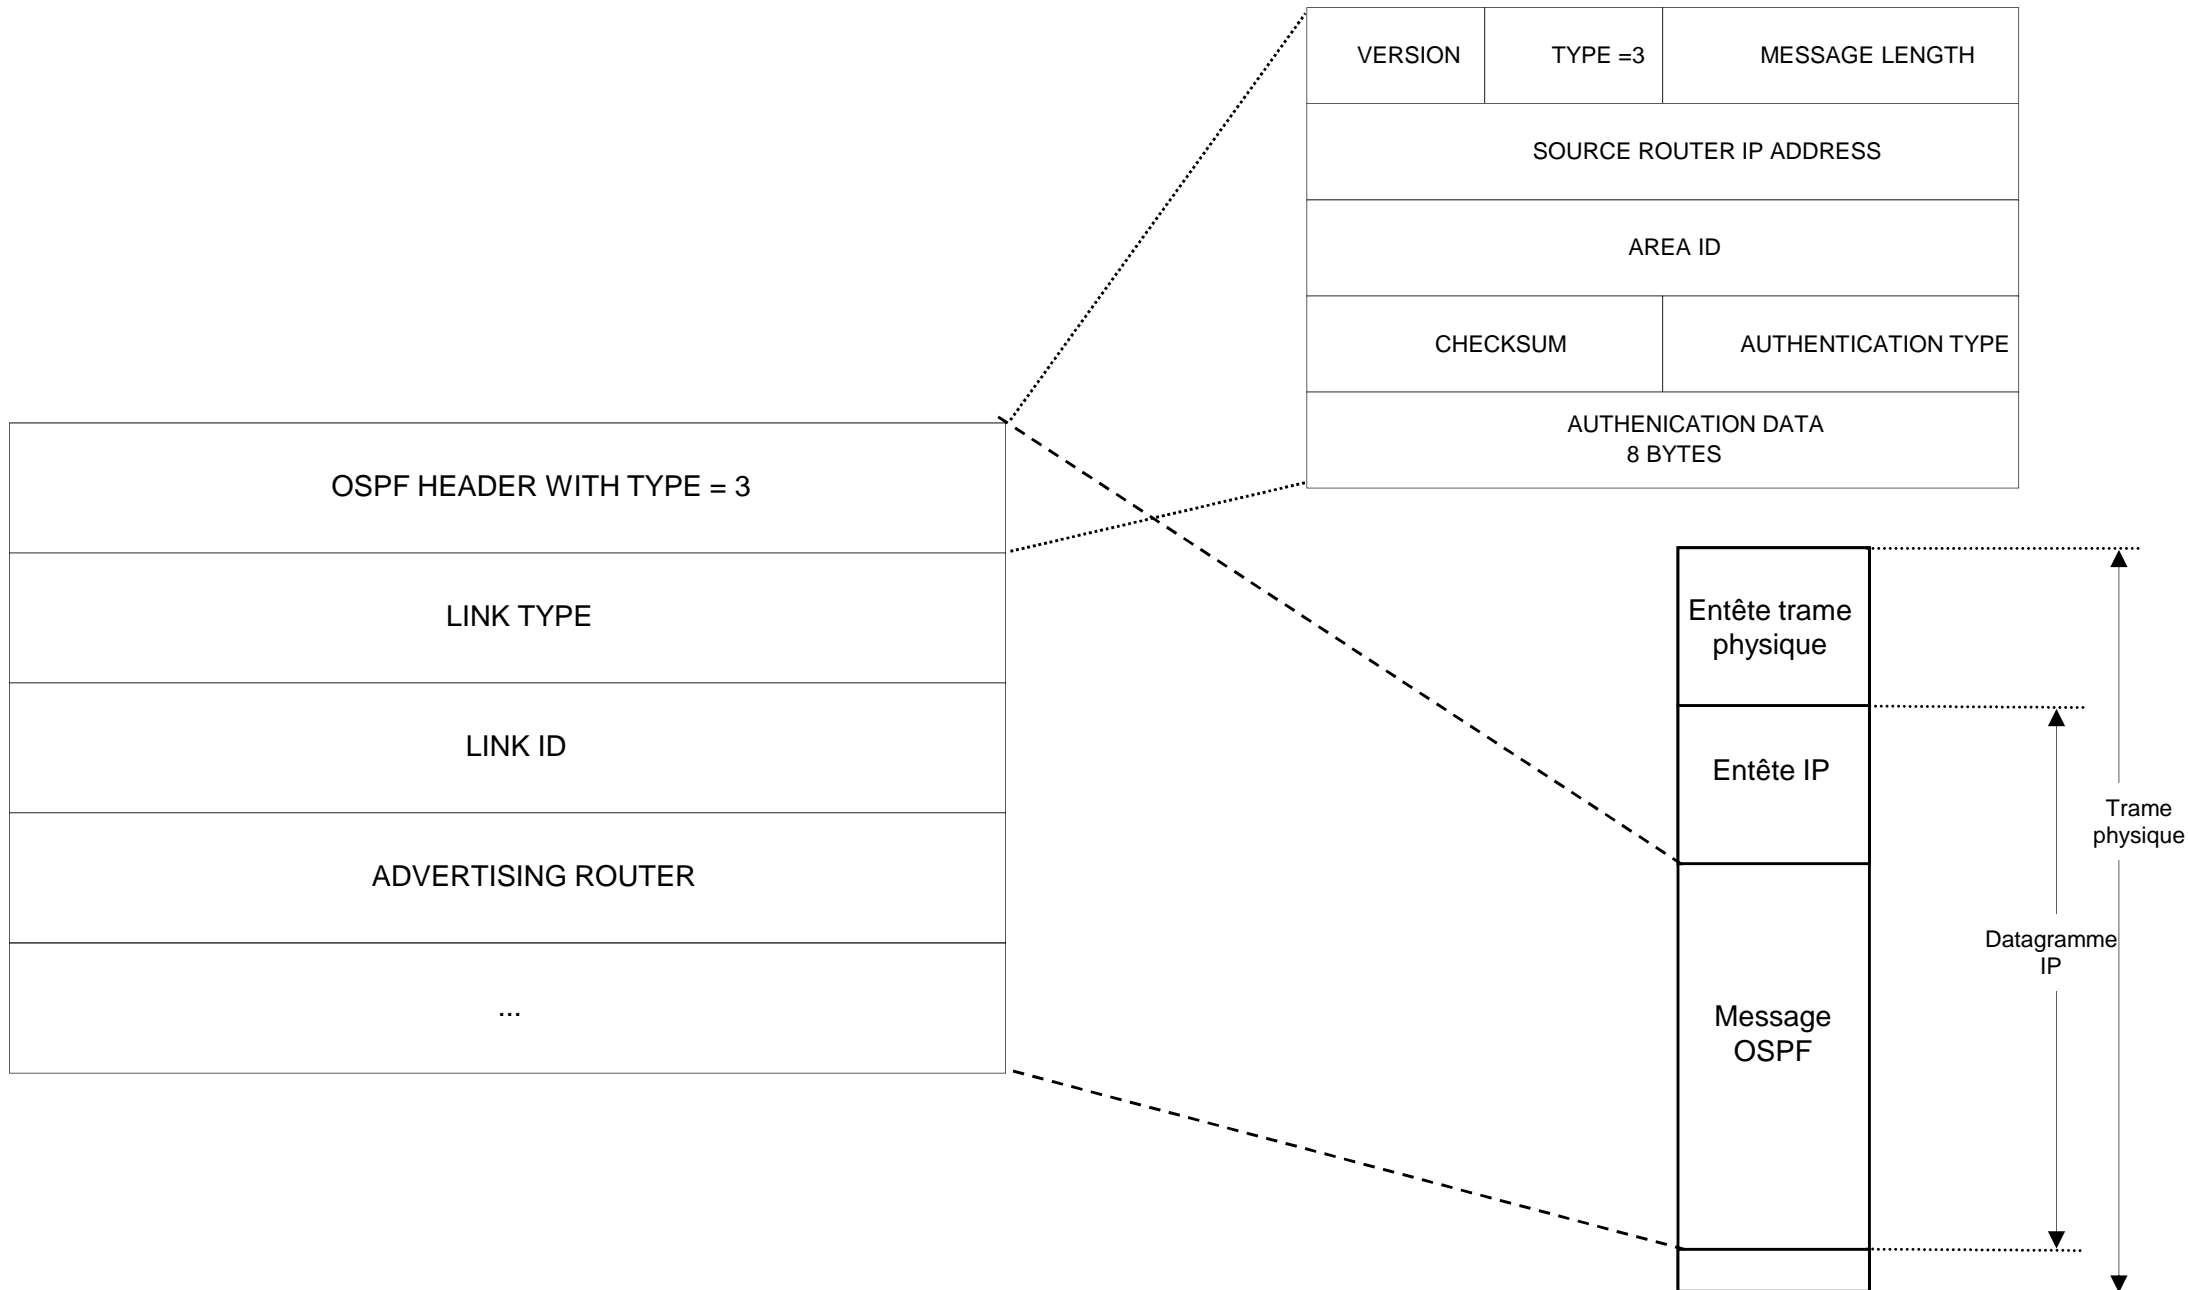 VERSION
TYPE =3
MESSAGE LENGTH
SOURCE ROUTER IP ADDRESS
AREA ID
CHECKSUM
AUTHENTICATION TYPE
AUTHENICATION DATA
8 BYTES
OSPF HEADER WITH TYPE = 3
LINK TYPE
LINK ID
ADVERTISING ROUTER
...
Entête trame
physique
Entête IP
Message
OSPF
Datagramme
IP
Trame
physique